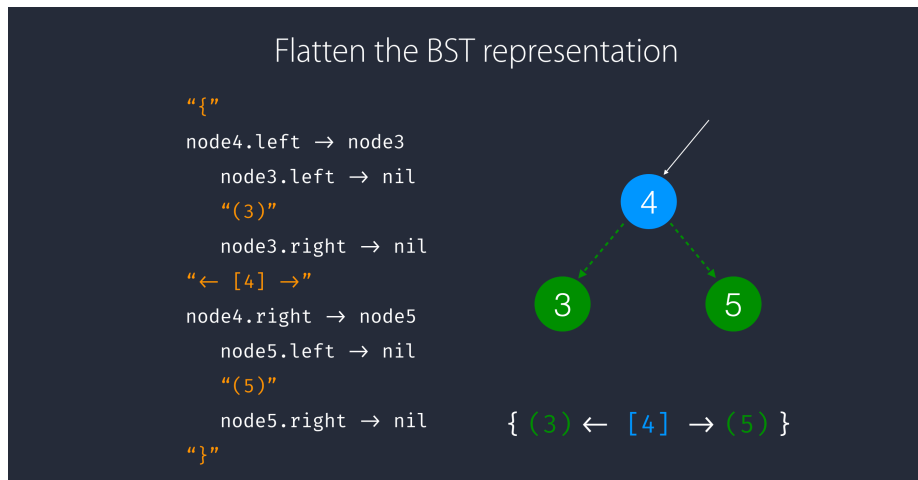 Flatten the BST representation
“{”
node4.left → node3
node3.left → nil
“(3)”
node3.right → nil
“← [4] →”
node4.right → node5
node5.left → nil
“(5)”
node5.right → nil
“}”
4
3 5
{ (3) ← [4] → (5) }